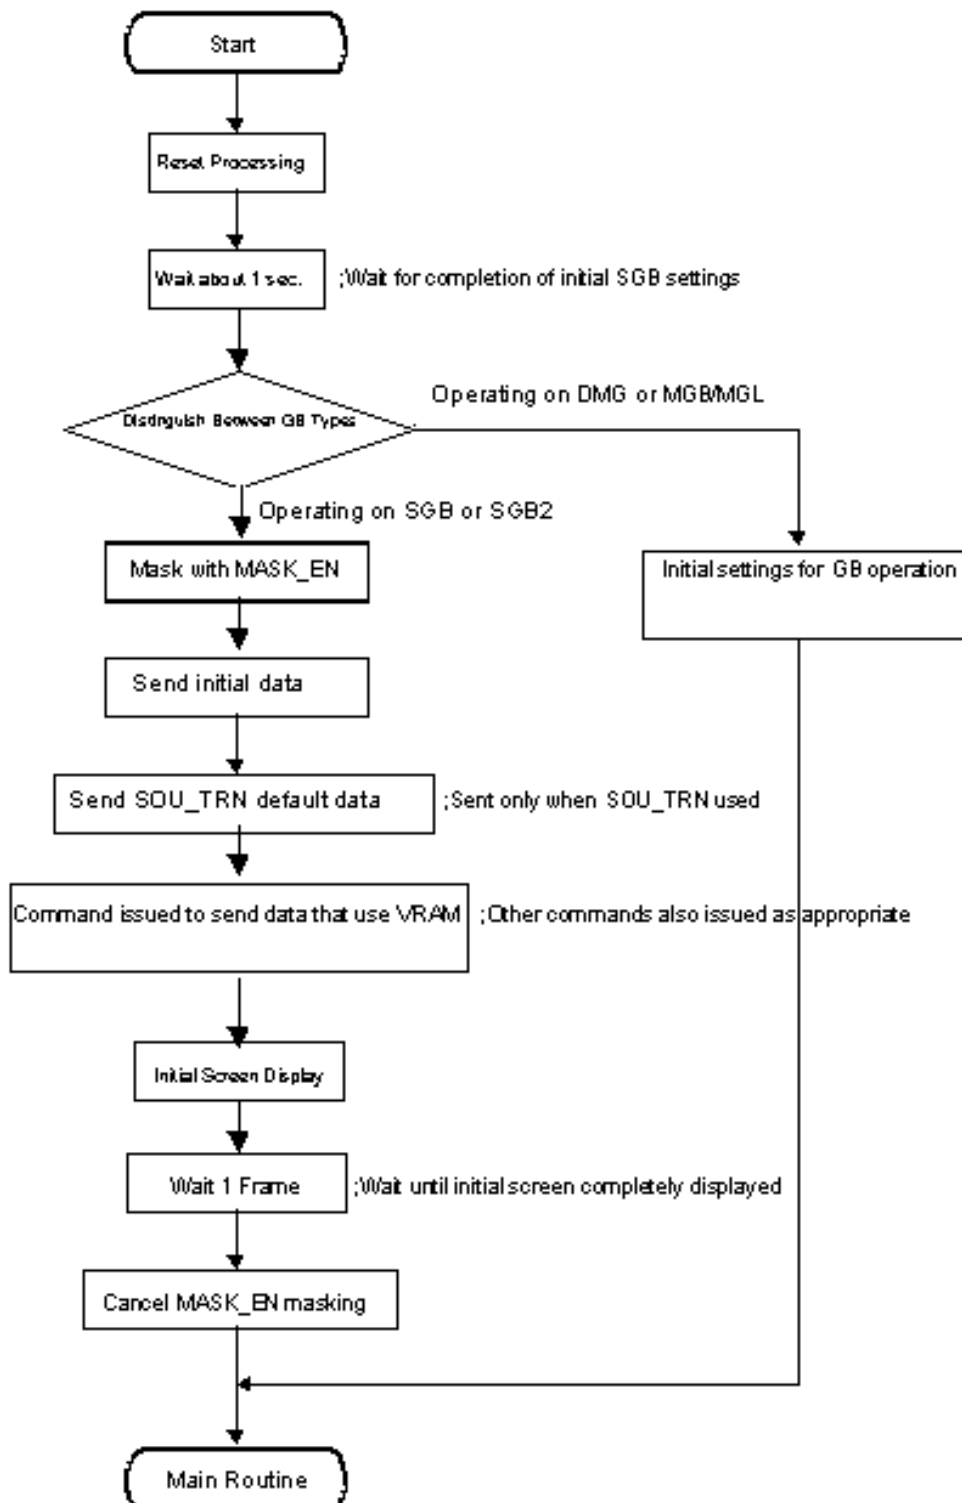 Start
Reset Processing
Wait about 1 sec. ;Wait for completion of initial SGB settings
Operating on DMG or MGB/MGL
Distinguish Between GB Types
Operating on SGB or SGB2
Mask with MASK_EN
Initial settings for GB operation
Send initial data
Send SOU_TRN default data ;Sent only when SOU_TRN used
Command issued to send data that use VRAM ;Other commands also issued as appropriate
Initial Screen Display
Wait 1 Frame ;Wait until initial screen completely displayed
Cancel MASK_EN masking
Main Routine